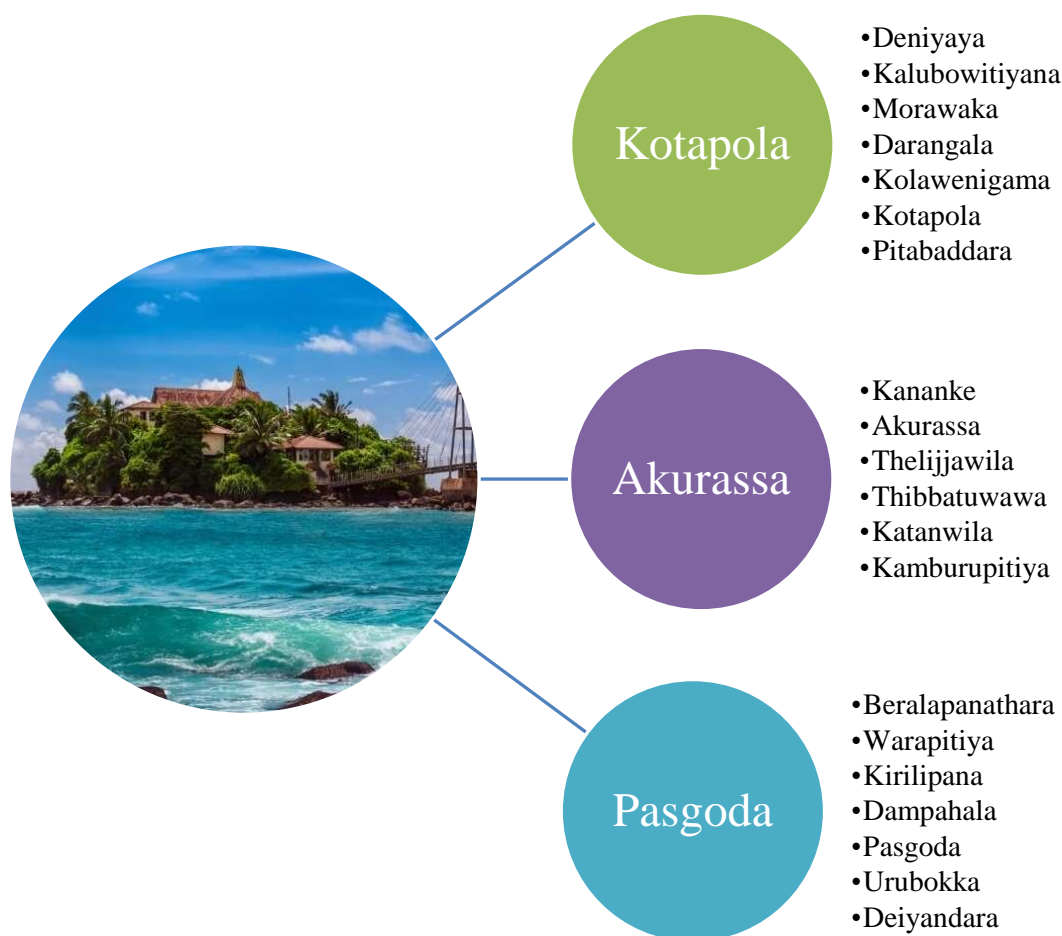 Kotapola
•Deniyaya
•Kalubowitiyana
•Morawaka
•Darangala
•Kolawenigama
•Kotapola
•Pitabaddara
Akurassa
•Kananke
•Akurassa
•Thelijjawila
•Thibbatuwawa
•Katanwila
•Kamburupitiya
Pasgoda
•Beralapanathara
•Warapitiya
•Kirilipana
•Dampahala
•Pasgoda
•Urubokka
•Deiyandara